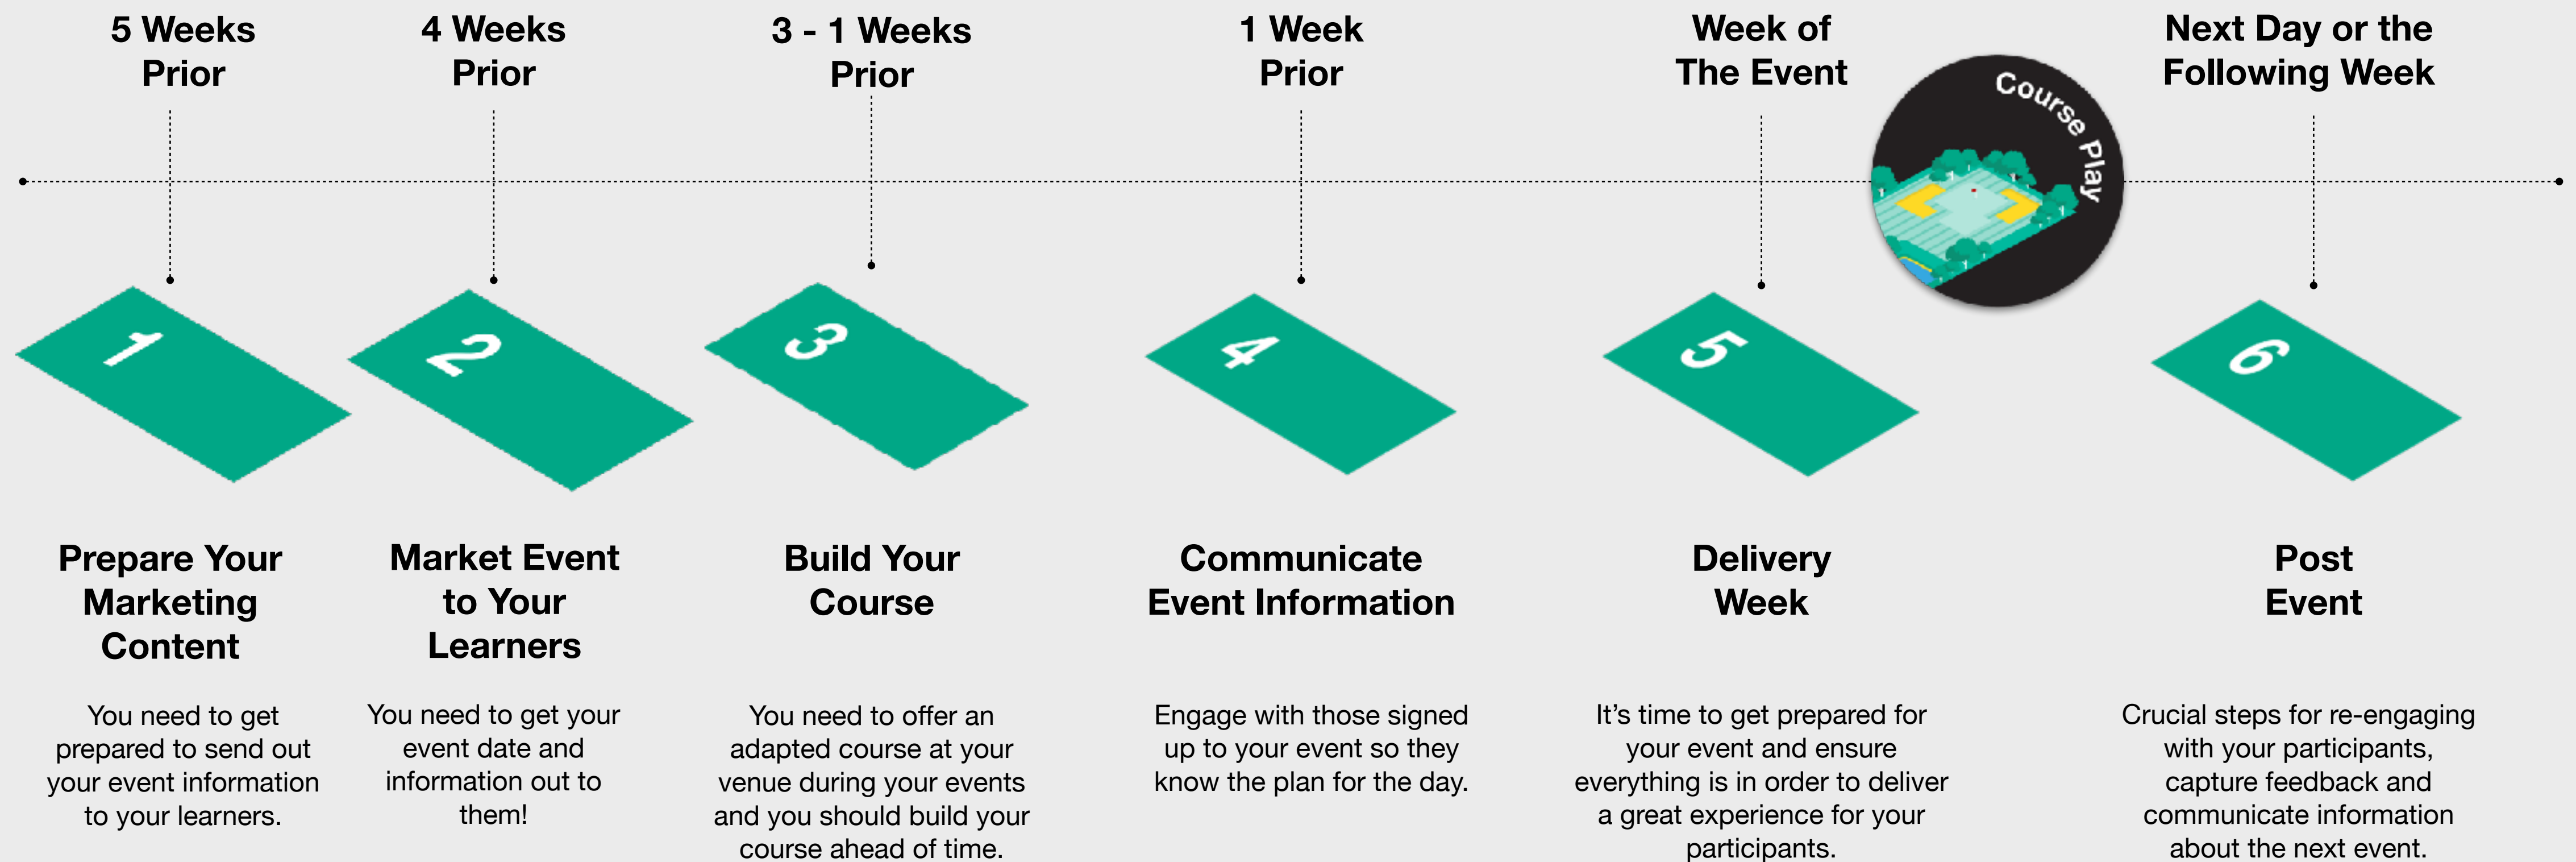 5 Weeks
Prior
4 Weeks
Prior
3 - 1 Weeks
Prior
1 Week
Prior
Week of
The Event
Course Play
Next Day or the
Following Week
1
2
3
4
5
6
Prepare Your
Marketing
Content
You need to get
prepared to send out
your event information
to your learners.
Market Event
to Your
Learners
You need to get your
event date and
information out to
them!
Build Your
Course
You need to offer an
adapted course at your
venue during your events
and you should build your
course ahead of time.
Communicate
Event Information
Engage with those signed
up to your event so they
know the plan for the day.
Delivery
Week
It’s time to get prepared for
your event and ensure
everything is in order to deliver
a great experience for your
participants.
Post
Event
Crucial steps for re-engaging
with your participants,
capture feedback and
communicate information
about the next event.